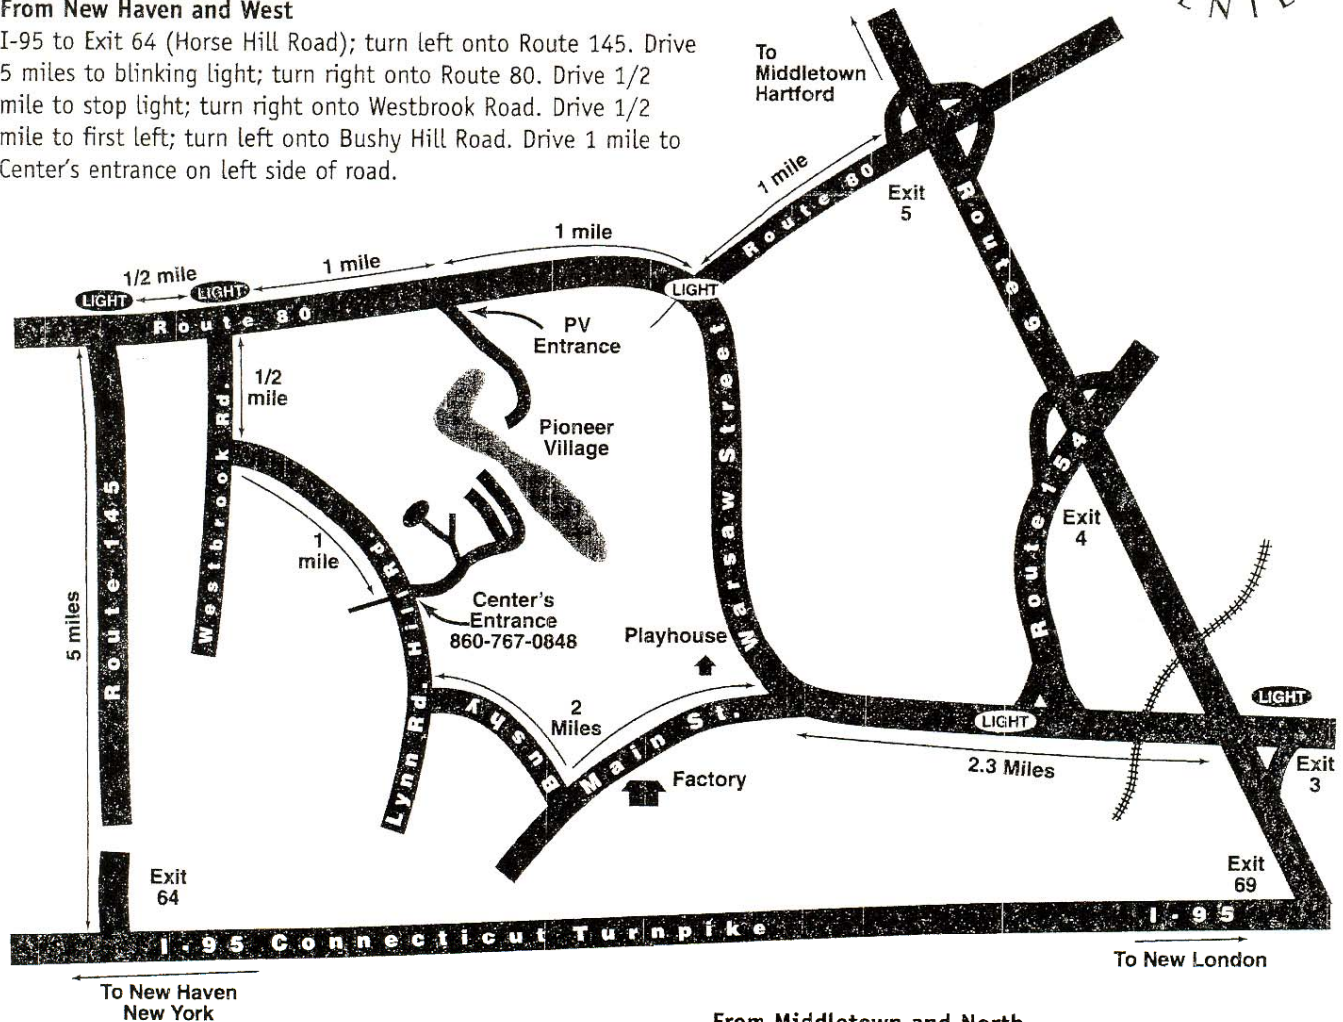 From New Haven and West
I-95 to Exit 64 (Horse Hill Road); turn left onto Route 145. Drive
5 miles to blinking light; turn right onto Route 80. Drive 1/2
mile to stop light; turn right onto Westbrook Road. Drive 1/2
mile to first left; turn left onto Bushy Hill Road. Drive 1 mile to
Center's entrance on left side of road.
To
Middletown
Hartford
1 mile
Route 80
Exit
5
Route 9
1 mile
1 mile
1/2 mile
LIGHT
LIGHT
LIGHT
Route 80
PV
Entrance
1/2
mile
Pioneer
Village
Westbrook Rd.
Route 145
5 miles
1
mile
Warsaw Street
Route 154
Exit
4
Center's
Entrance
860-767-0848
Playhouse
Bushy Hill Rd.
Lynn Rd.
2
Miles
Main St.
Factory
LIGHT
LIGHT
2.3 Miles
Exit
3
Exit
64
Exit
69
I-95 Connecticut Turnpike
I-95
To New London
To New Haven
New York
From Middletown and North